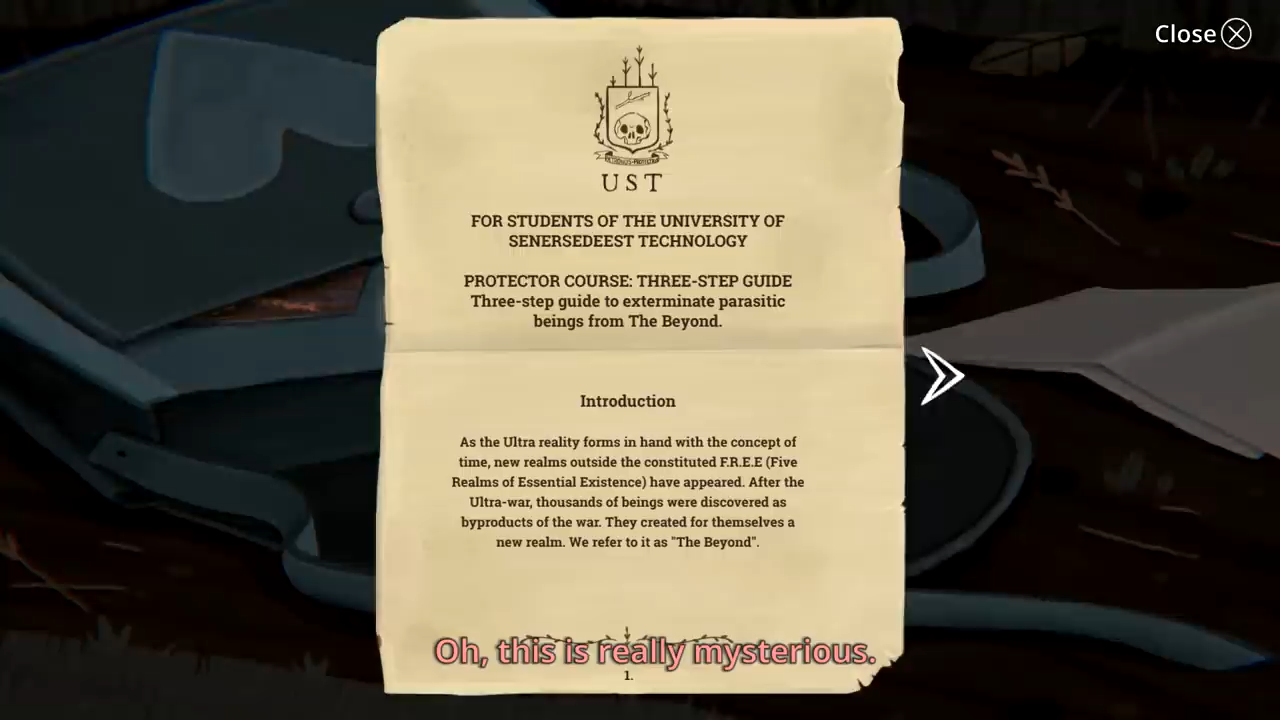 Close
UST
FOR STUDENTS OF THE UNIVERSITY OF
SENERSEDEEST TECHNOLOGY
PROTECTOR COURSE: THREE-STEP GUIDE
Three-step guide to exterminate parasitic
beings from The Beyond.
Introduction
As the Ultra reality forms in hand with the concept of
time, new realms outside the constituted F.R.E.E (Five
Realms of Essential Existence) have appeared. After the
Ultra-war, thousands of beings were discovered as
byproducts of the war. They created for themselves a
new realm. We refer to it as "The Beyond".
Oh, this is really mysterious.
1.